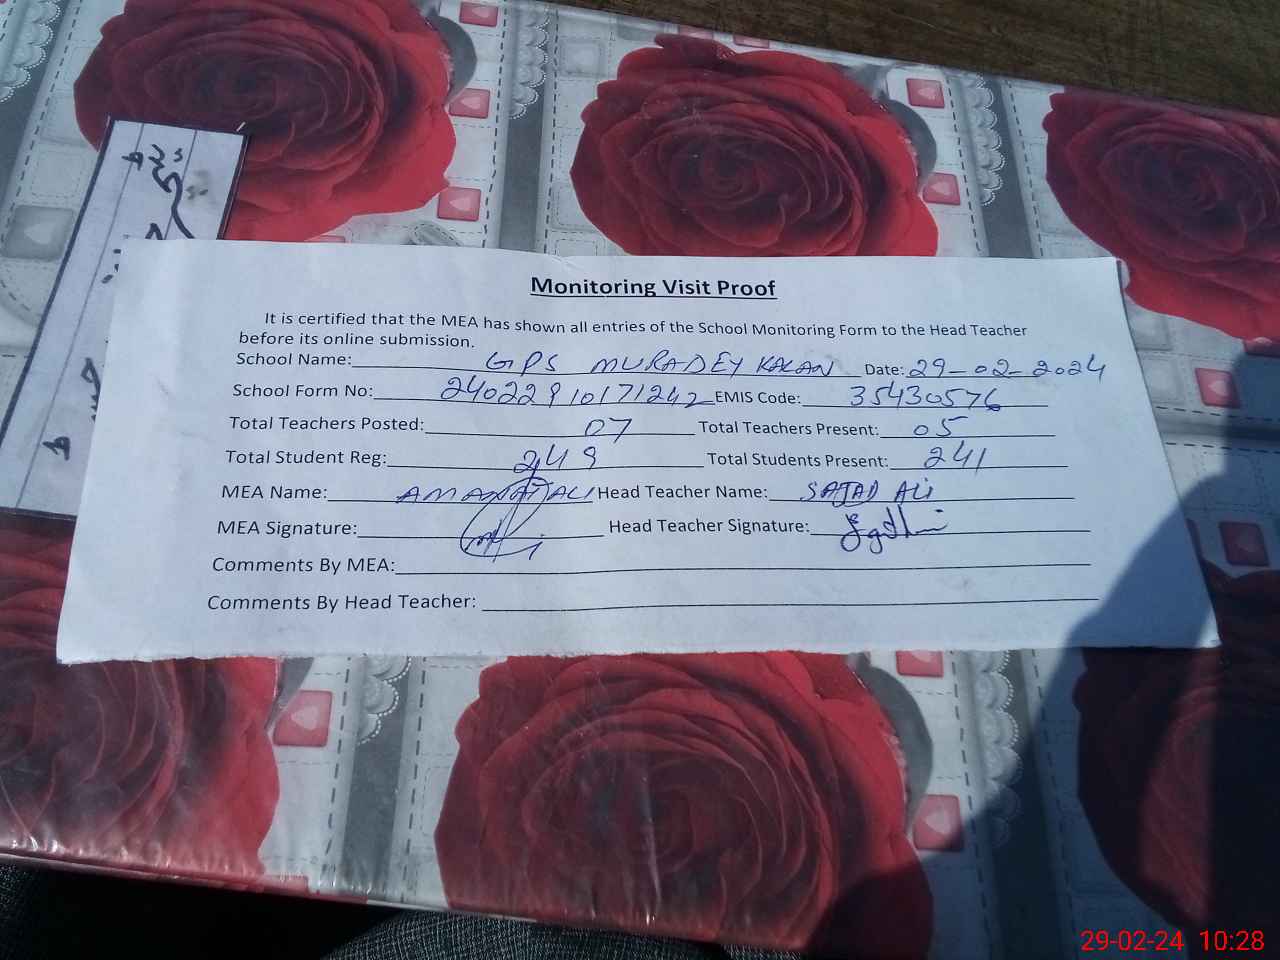 Monitoring Visit Proof
It is certified that the MEA has shown all entries of the School Monitoring Form to the Head Teacher
before its online submission.
School Name: GPS MURADEY KALAN Date: 29-02-2024
School Form No: 24022910171242 EMIS Code: 35430576
Total Teachers Posted: 07 Total Teachers Present: 05
Total Student Reg: 249 Total Students Present: 241
MEA Name: AMANAT ALI Head Teacher Name: SAJAD ALi
MEA Signature: Head Teacher Signature:
Comments By MEA:
Comments By Head Teacher:
29-02-24 10:28